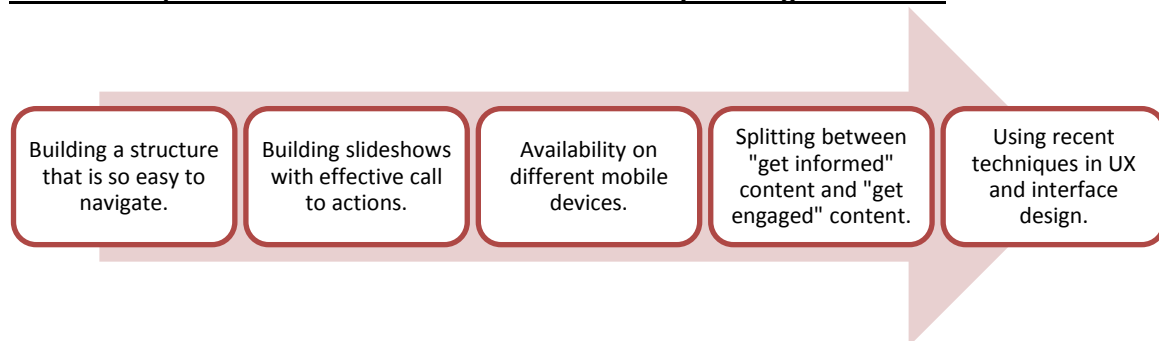 Building a structure
that is so easy to
navigate.
Building slideshows
with effective call
to actions.
Availability on
different mobile
devices.
Splitting between
"get informed"
content and "get
engaged" content.
Using recent
techniques in UX
and interface
design.